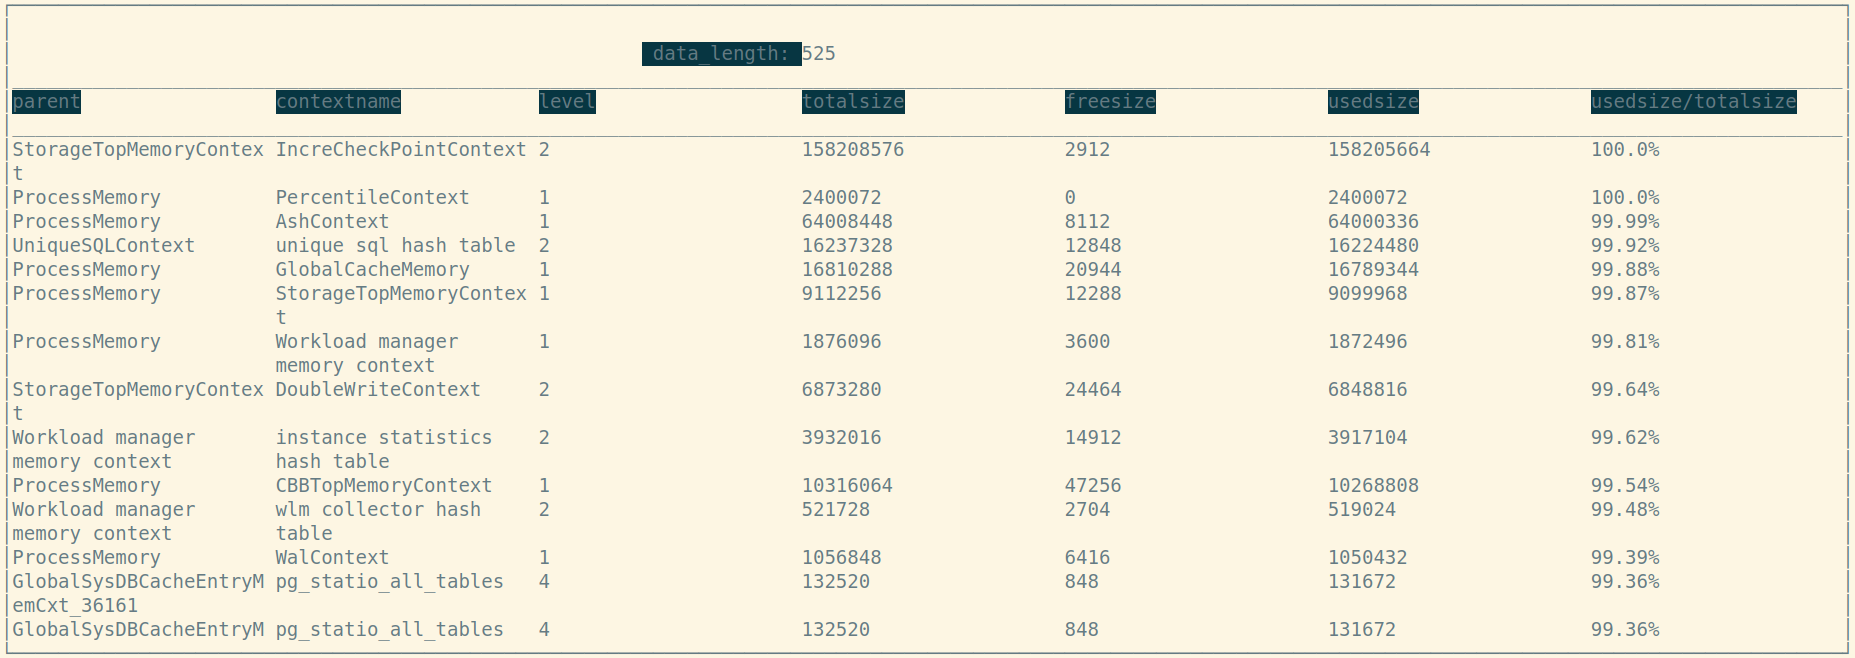 data_length: 525
parent contextname level totalsize freesize usedsize usedsize/totalsize
StorageTopMemoryContex IncreCheckPointContext 2 158208576 2912 158205664 100.0%
t
ProcessMemory PercentileContext 1 2400072 0 2400072 100.0%
ProcessMemory AshContext 1 64008448 8112 64000336 99.99%
UniqueSQLContext unique sql hash table 2 16237328 12848 16224480 99.92%
ProcessMemory GlobalCacheMemory 1 16810288 20944 16789344 99.88%
ProcessMemory StorageTopMemoryContex 1 9112256 12288 9099968 99.87%
t
ProcessMemory Workload manager 1 1876096 3600 1872496 99.81%
memory context
StorageTopMemoryContex DoubleWriteContext 2 6873280 24464 6848816 99.64%
t
Workload manager instance statistics 2 3932016 14912 3917104 99.62%
memory context hash table
ProcessMemory CBBTopMemoryContext 1 10316064 47256 10268808 99.54%
Workload manager wlm collector hash 2 521728 2704 519024 99.48%
memory context table
ProcessMemory WalContext 1 1056848 6416 1050432 99.39%
GlobalSysDBCacheEntryM pg_statio_all_tables 4 132520 848 131672 99.36%
emCxt_36161
GlobalSysDBCacheEntryM pg_statio_all_tables 4 132520 848 131672 99.36%